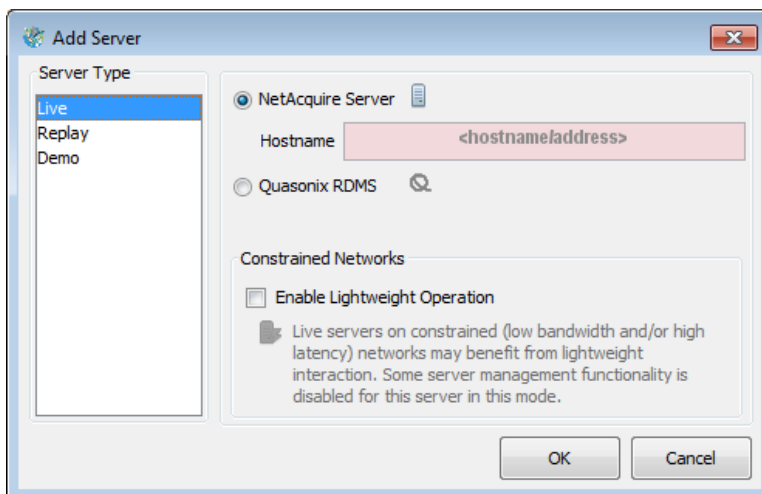 Add Server
Server Type
Live
Replay
Demo
NetAcquire Server
Hostname
<hostname/address>
Quasonix RDMS
Constrained Networks
Enable Lightweight Operation
Live servers on constrained (low bandwidth and/or high
latency) networks may benefit from lightweight
interaction. Some server management functionality is
disabled for this server in this mode.
OK
Cancel